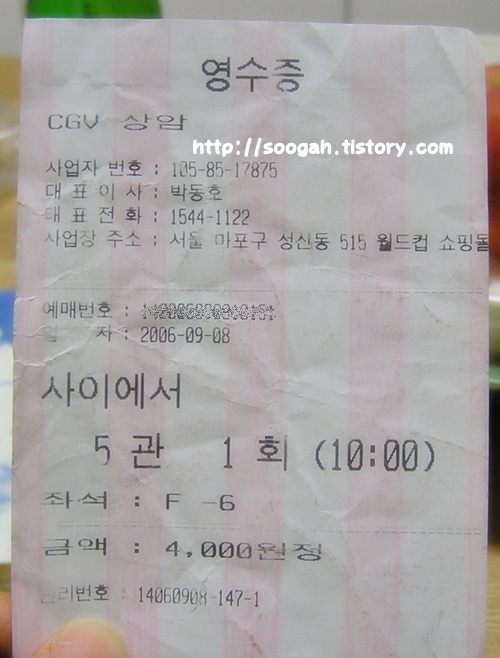 영수증
CGV 상암
http://soogah.tistory.com
사업자 번호 : 105-85-17875
대 표 이 사 : 박동호
대 표 전 화 : 1544-1122
사업장 주소 : 서울 마포구 성신동 515 월드컵 쇼핑몰
예매번호 :
일 자 : 2006-09-08
사이에서
5 관 1 회 (10:00)
좌석 : F -6
금액 : 4,000원정
관리번호 : 14060908-147-1